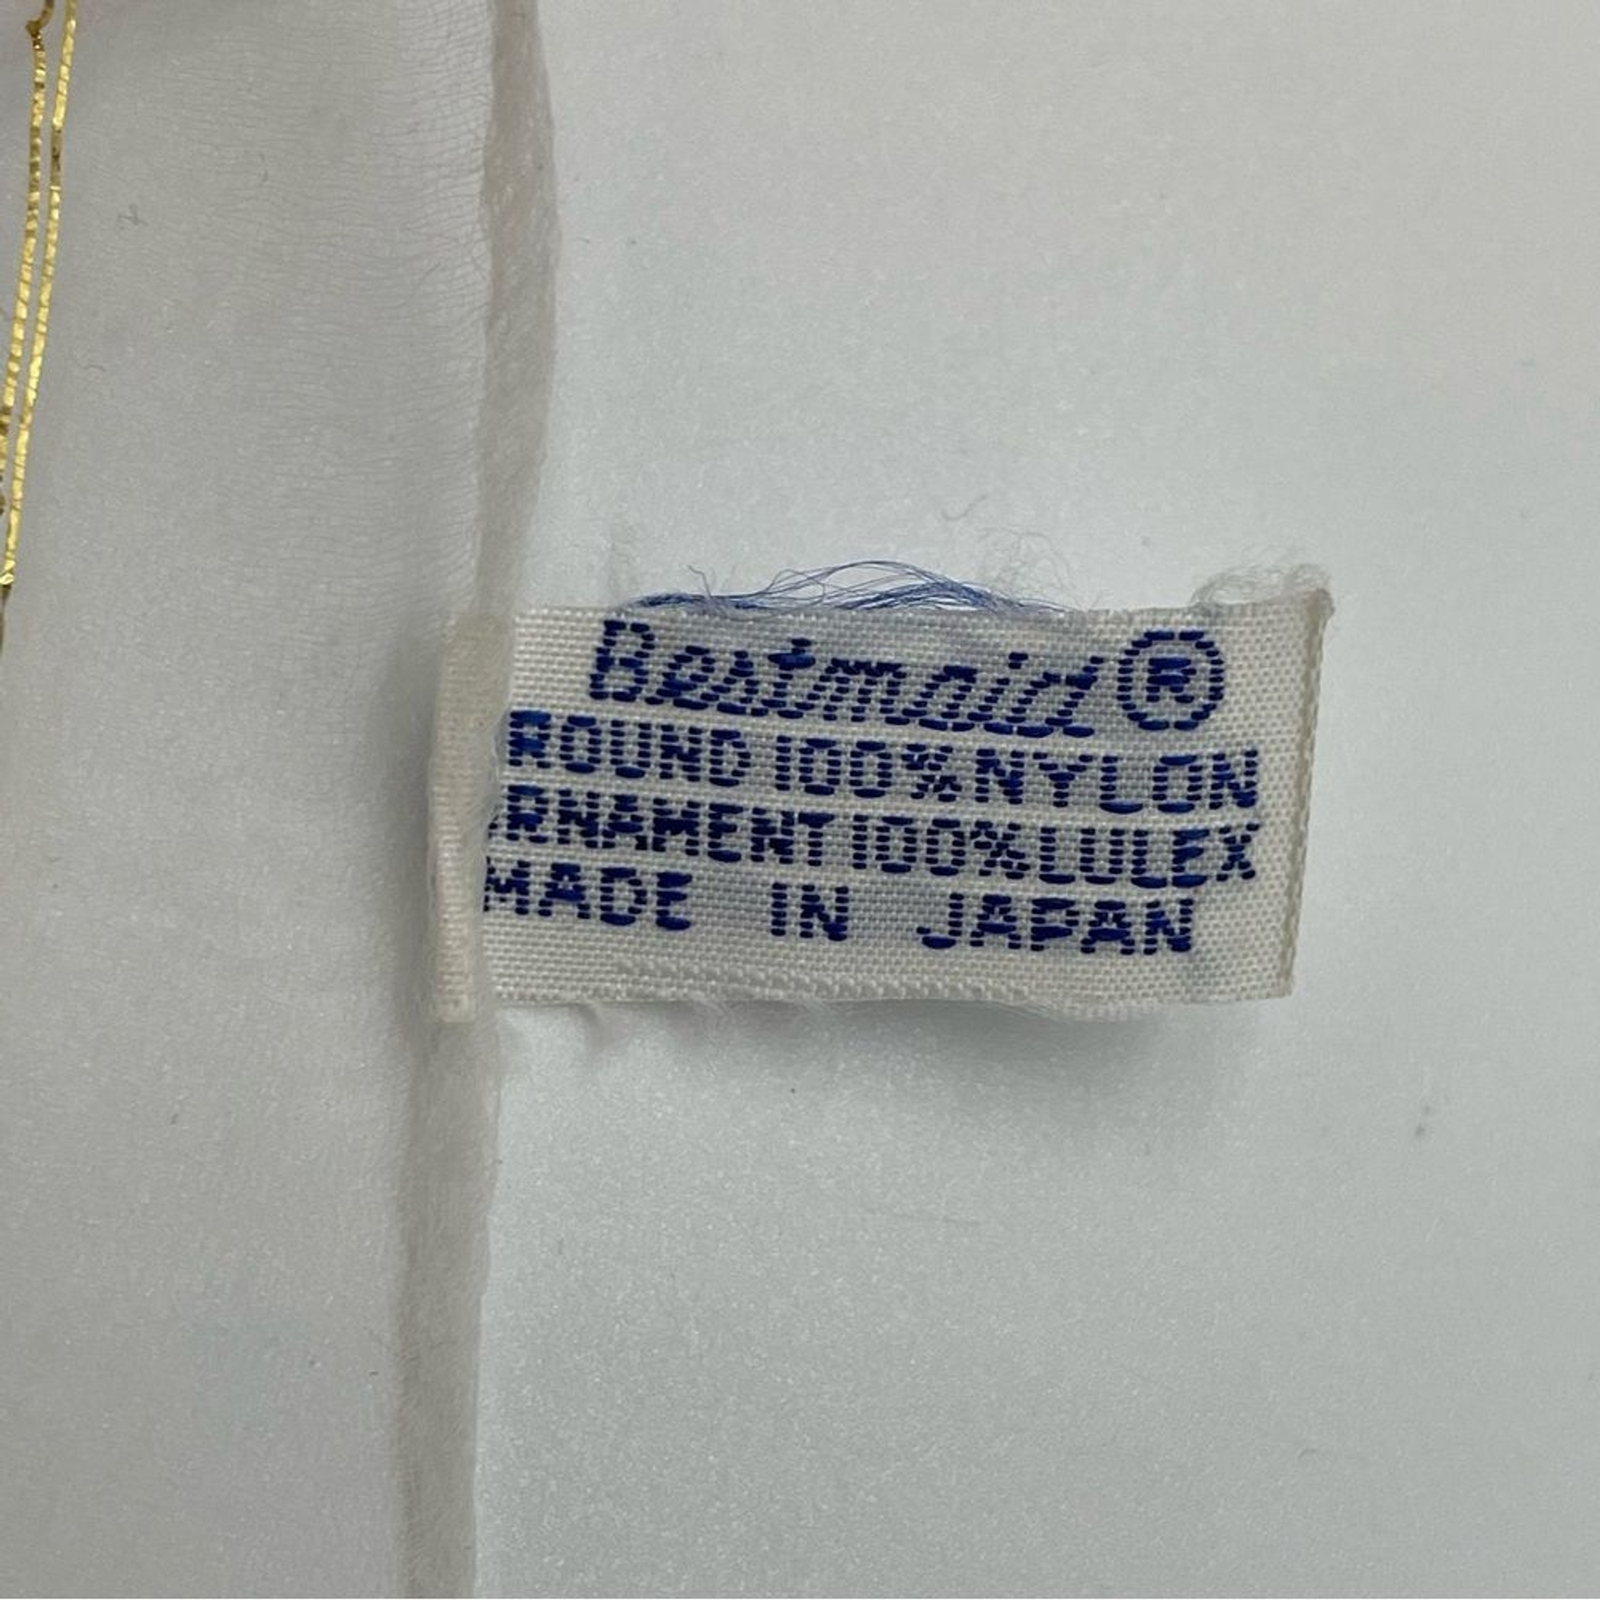 Bestmaid®
ROUND 100% NYLON
RNAMENT 100% LULEX
MADE IN JAPAN